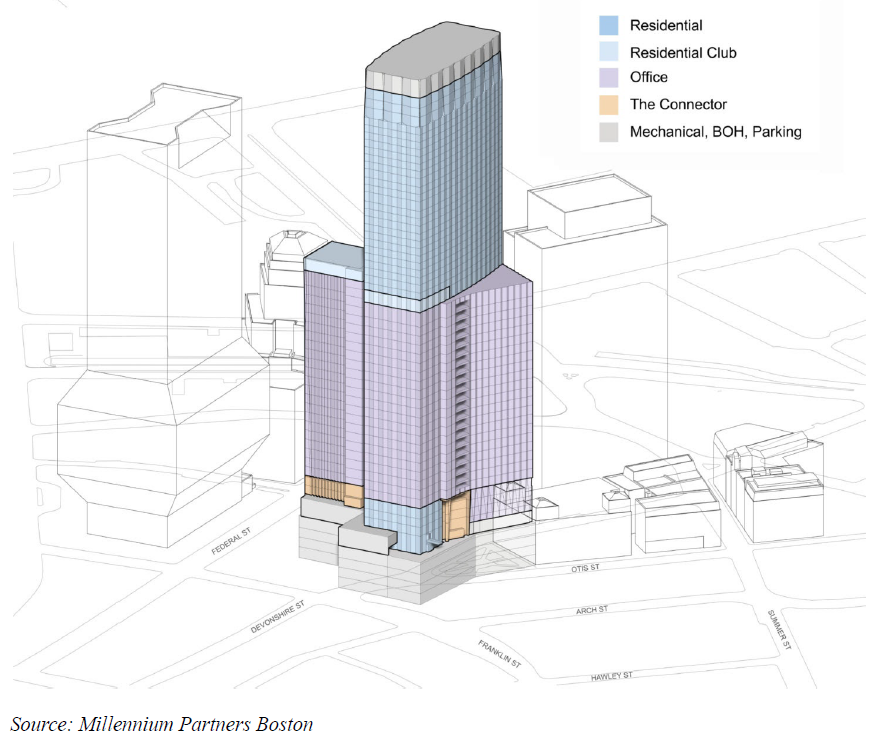 Residential
Residential Club
Office
The Connector
Mechanical, BOH, Parking
FEDERAL ST
OTIS ST
DEVONSHIRE ST
ARCH ST
SUMMER ST
FRANKLIN ST
HAWLEY ST
Source: Millennium Partners Boston